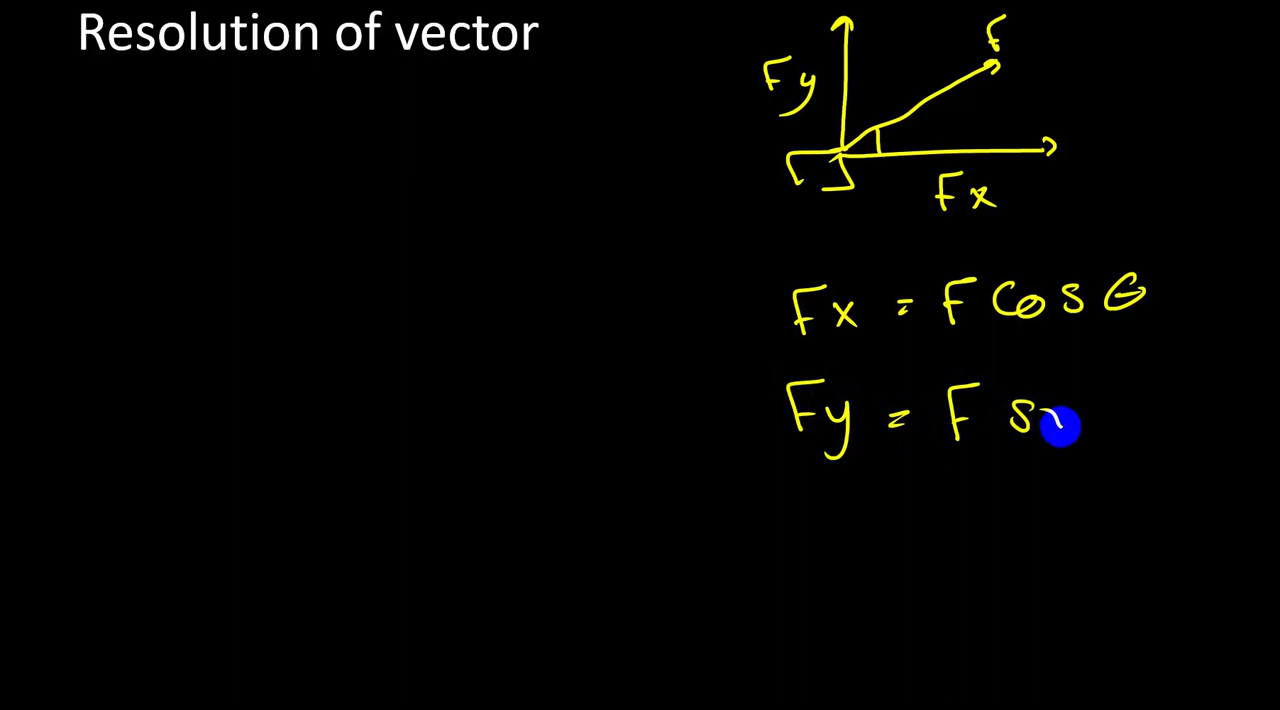 Resolution of vector
F
Fy
Fx
Fx = F Cos θ
Fy = F s